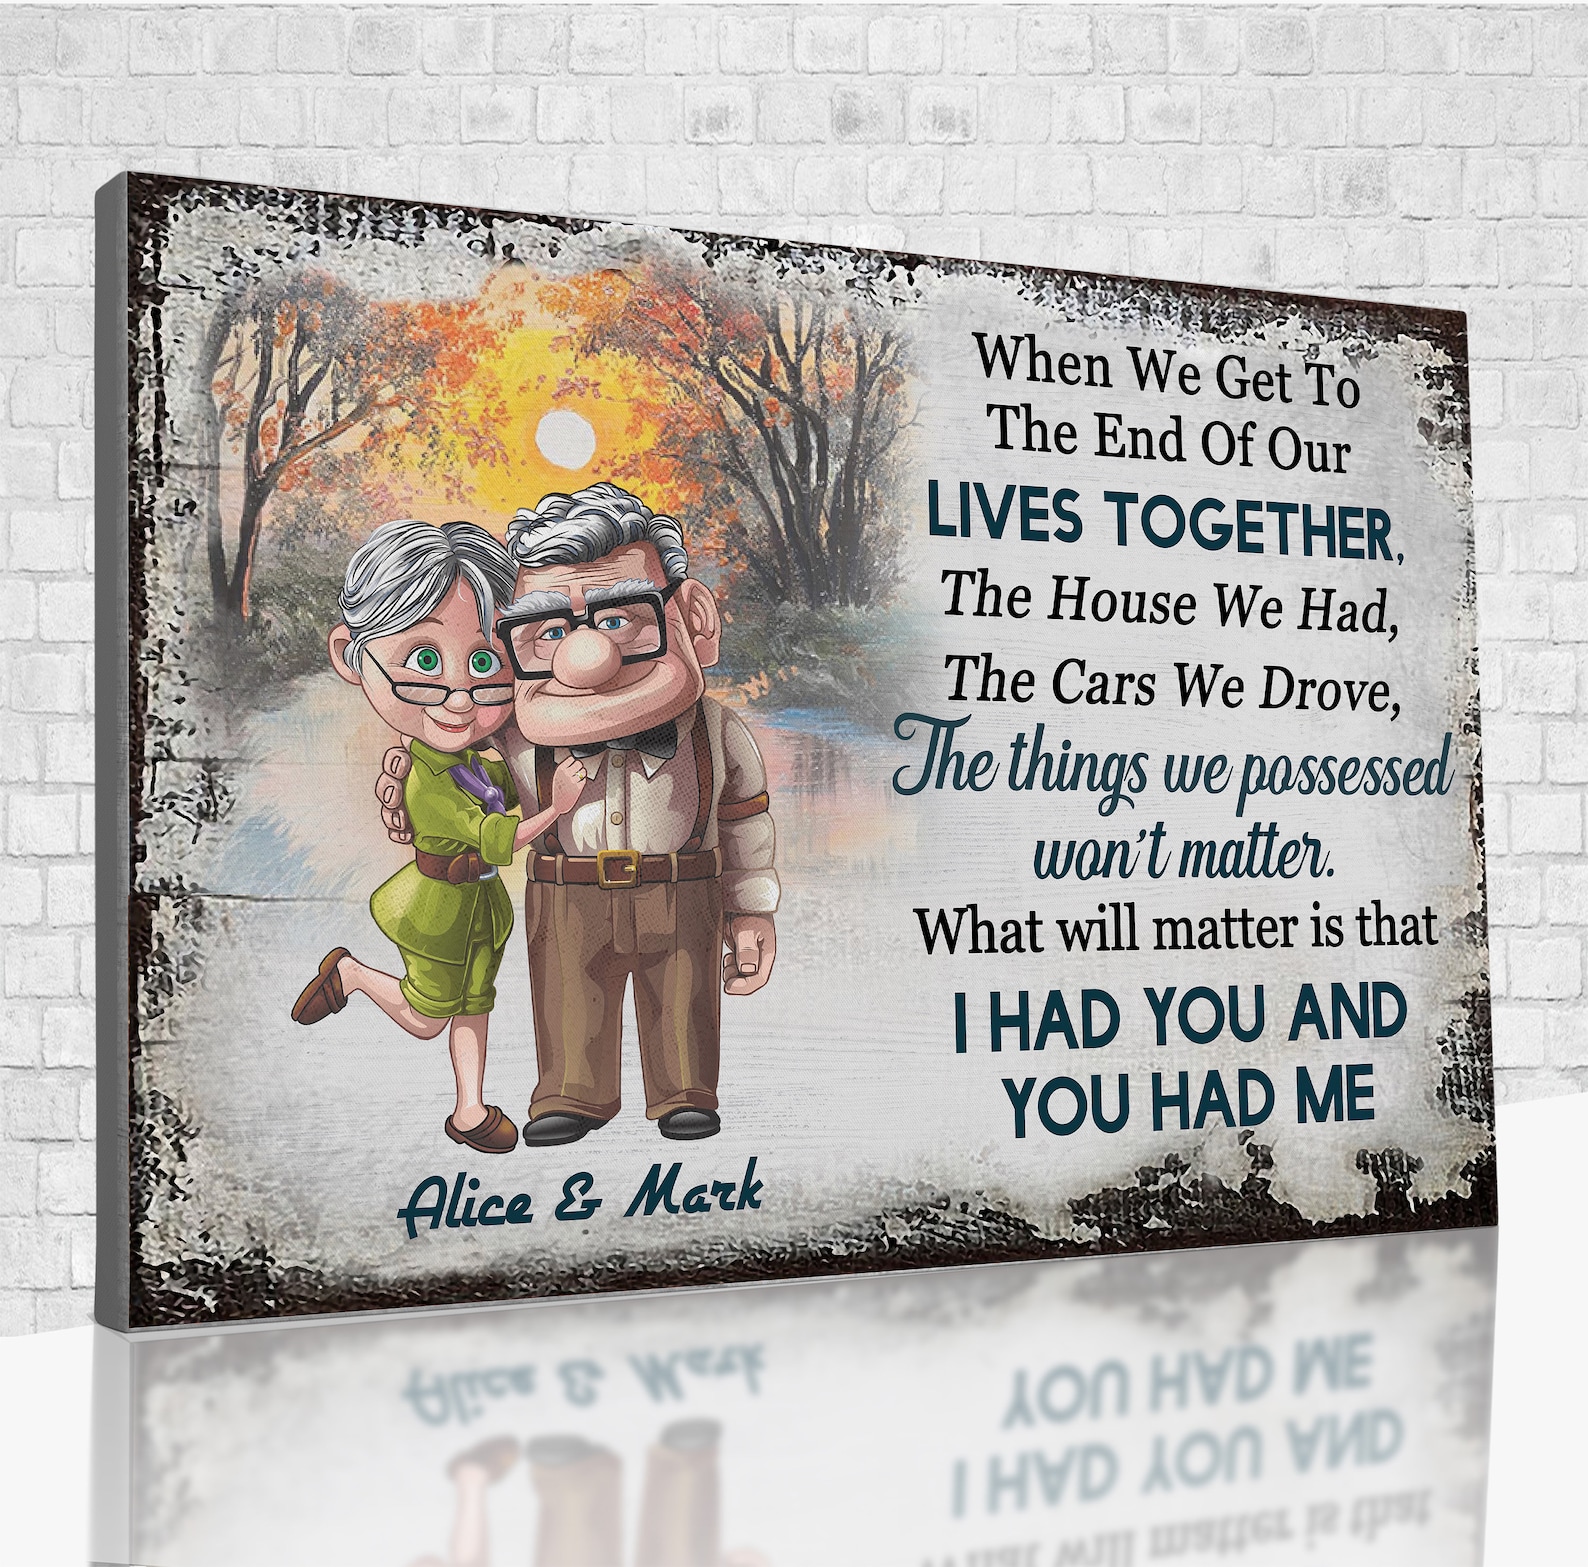 When We Get To
The End Of Our
LIVES TOGETHER,
The House We Had,
The Cars We Drove,
The things we possessed
won't matter.
What will matter is that
I HAD YOU AND
YOU HAD ME
Alice & Mark